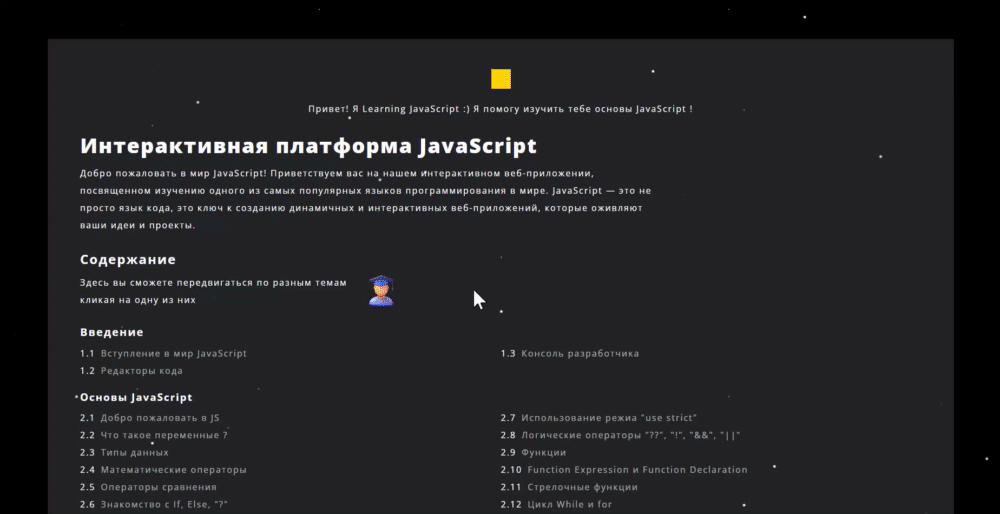 Привет! Я Learning JavaScript :) Я помогу изучить тебе основы JavaScript !
Интерактивная платформа JavaScript
Добро пожаловать в мир JavaScript! Приветствуем вас на нашем интерактивном веб-приложении,
посвященном изучению одного из самых популярных языков программирования в мире. JavaScript — это не
просто язык кода, это ключ к созданию динамичных и интерактивных веб-приложений, которые оживляют
ваши идеи и проекты.
Содержание
Здесь вы сможете передвигаться по разным темам
кликая на одну из них
Введение
1.1 Вступление в мир JavaScript
1.2 Редакторы кода
1.3 Консоль разработчика
Основы JavaScript
2.1 Добро пожаловать в JS
2.2 Что такое переменные ?
2.3 Типы данных
2.4 Математические операторы
2.5 Операторы сравнения
2.6 Знакомство с If, Else, "?"
2.7 Использование режиа "use strict"
2.8 Логические операторы "??", "!", "&&", "||"
2.9 Функции
2.10 Function Expression и Function Declaration
2.11 Стрелочные функции
2.12 Цикл While и for